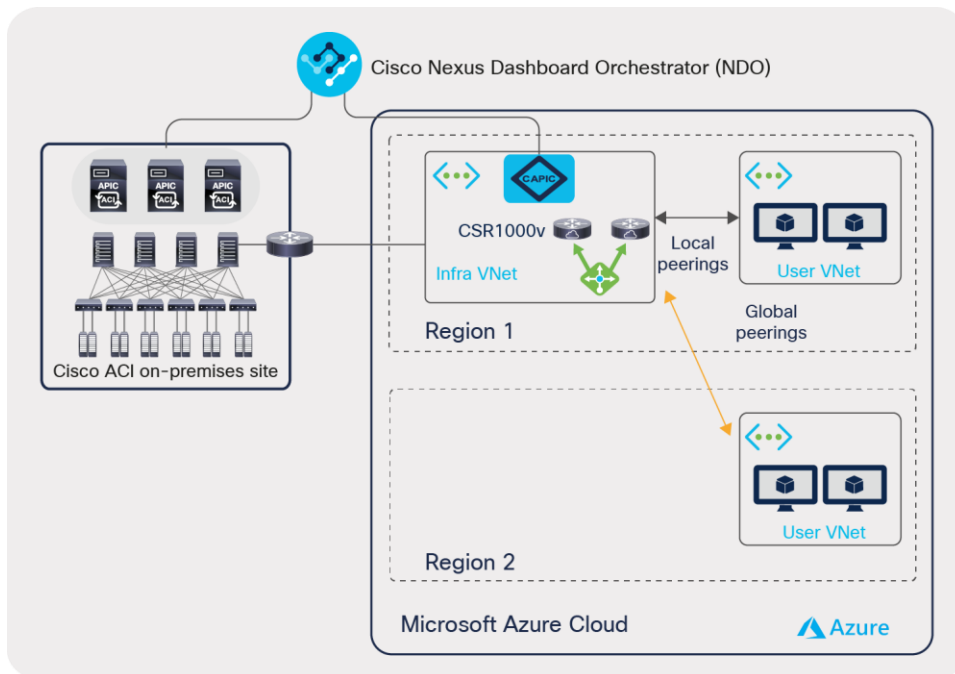 Cisco Nexus Dashboard Orchestrator (NDO)
APIC
ACI
APIC
ACI
APIC
ACI
Cisco ACI on-premises site
CAPIC
CSR1000v
Infra VNet
Local
peerings
User VNet
Global
peerings
Region 1
User VNet
Region 2
Microsoft Azure Cloud
Azure